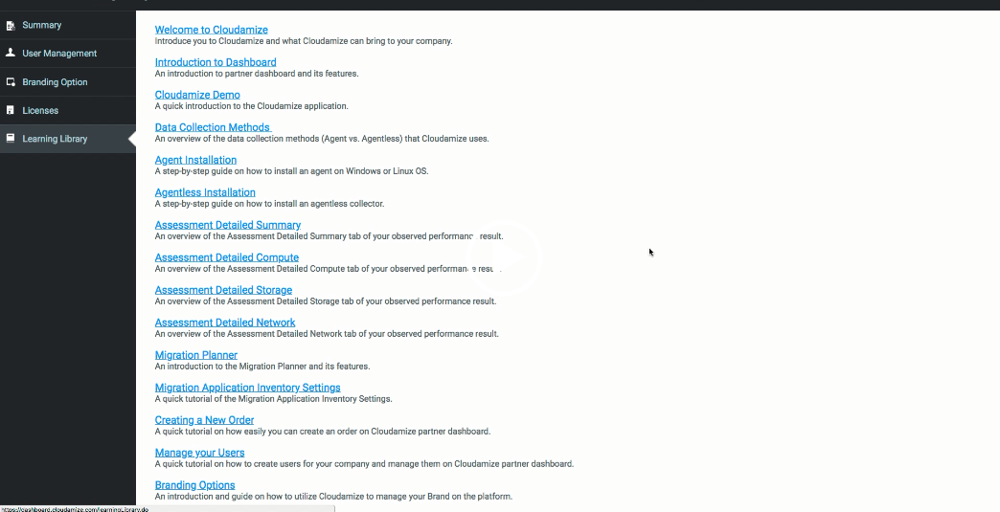 Summary
User Management
Branding Option
Licenses
Learning Library
Welcome to Cloudamize
Introduce you to Cloudamize and what Cloudamize can bring to your company.
Introduction to Dashboard
An introduction to partner dashboard and its features.
Cloudamize Demo
A quick introduction to the Cloudamize application.
Data Collection Methods
An overview of the data collection methods (Agent vs. Agentless) that Cloudamize uses.
Agent Installation
A step-by-step guide on how to install an agent on Windows or Linux OS.
Agentless Installation
A step-by-step guide on how to install an agentless collector.
Assessment Detailed Summary
An overview of the Assessment Detailed Summary tab of your observed performanc result.
Assessment Detailed Compute
An overview of the Assessment Detailed Compute tab of your observed
Assessment Detailed Storage
An overview of the Assessment Detailed Storage tab of your observed performance result.
Assessment Detailed Network
An overview of the Assessment Detailed Network tab of your observed performance result.
Migration Planner
An introduction to the Migration Planner and its features.
Migration Application Inventory Settings
A quick tutorial of the Migration Application Inventory Settings.
Creating a New Order
A quick tutorial on how easily you can create an order on Cloudamize partner dashboard.
Manage your Users
A quick tutorial on how to create users for your company and manage them on Cloudamize partner dashboard.
Branding Options
An introduction and guide on how to utilize Cloudamize to manage your Brand on the platform.
https://dashboard.cloudamize.com/learningLibrary.do